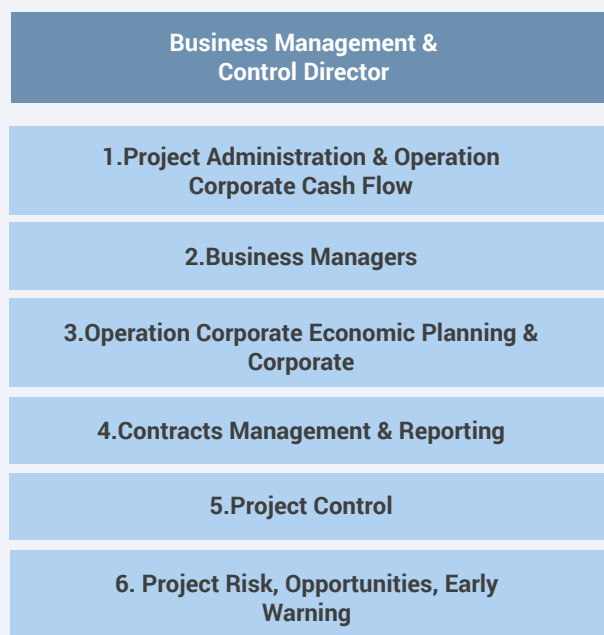 Business Management &
Control Director
1.Project Administration & Operation
Corporate Cash Flow
2.Business Managers
3.Operation Corporate Economic Planning &
Corporate
4.Contracts Management & Reporting
5.Project Control
6. Project Risk, Opportunities, Early
Warning